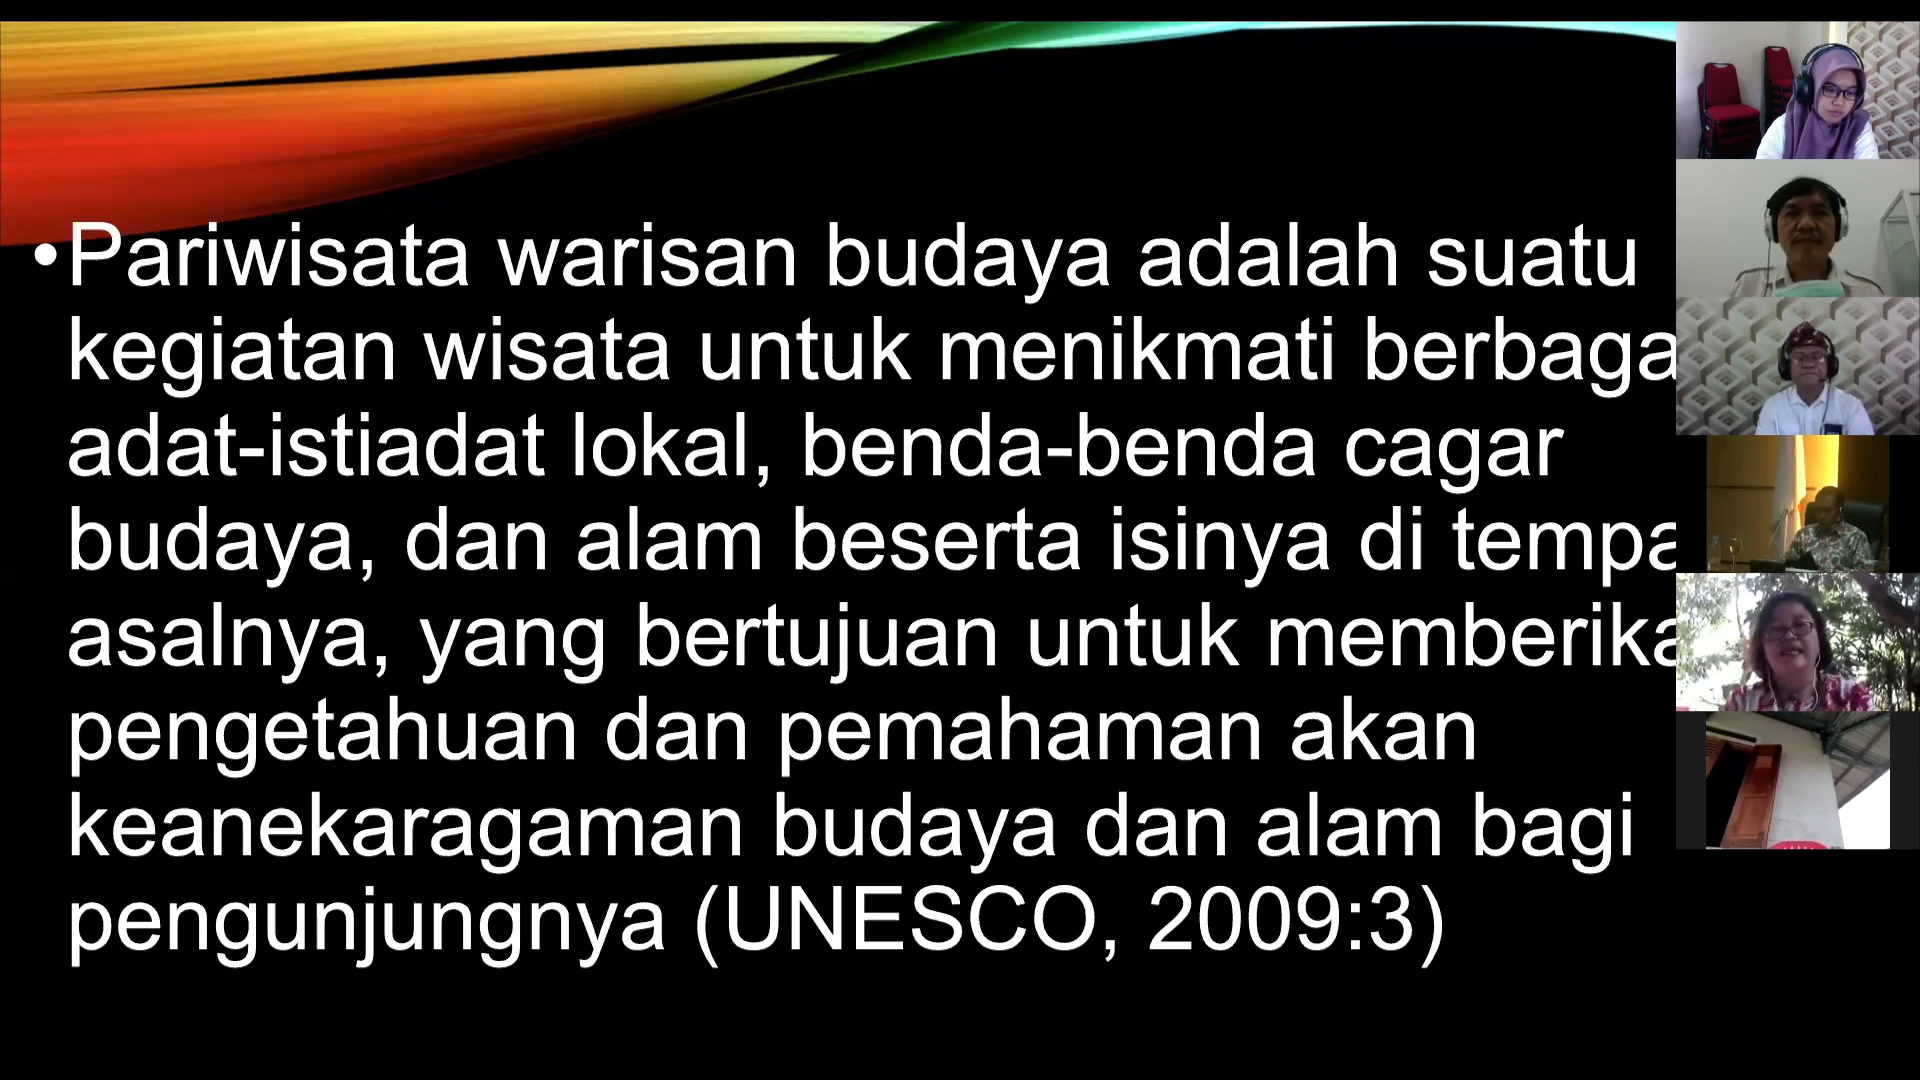 •Pariwisata warisan budaya adalah suatu
kegiatan wisata untuk menikmati berbaga
adat-istiadat lokal, benda-benda cagar
budaya, dan alam beserta isinya di tempa
asalnya, yang bertujuan untuk memberika
pengetahuan dan pemahaman akan
keanekaragaman budaya dan alam bagi
pengunjungnya (UNESCO, 2009:3)